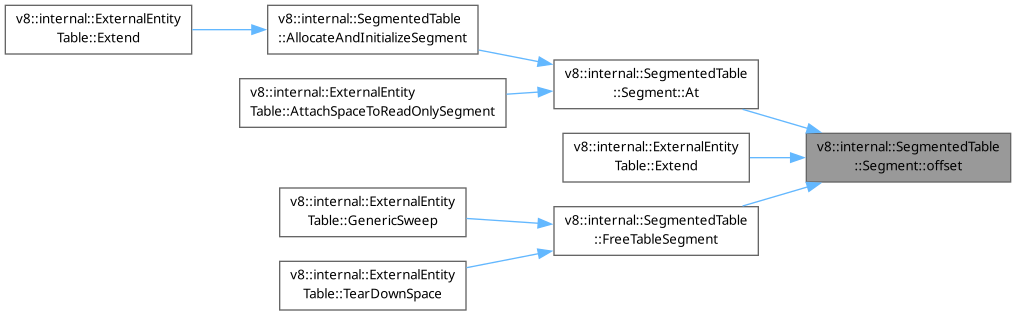 v8::internal::ExternalEntity
Table::Extend
v8::internal::SegmentedTable
::AllocateAndInitializeSegment
v8::internal::ExternalEntity
Table::AttachSpaceToReadOnlySegment
v8::internal::SegmentedTable
::Segment::At
v8::internal::ExternalEntity
Table::Extend
v8::internal::SegmentedTable
::Segment::offset
v8::internal::ExternalEntity
Table::GenericSweep
v8::internal::SegmentedTable
::FreeTableSegment
v8::internal::ExternalEntity
Table::TearDownSpace